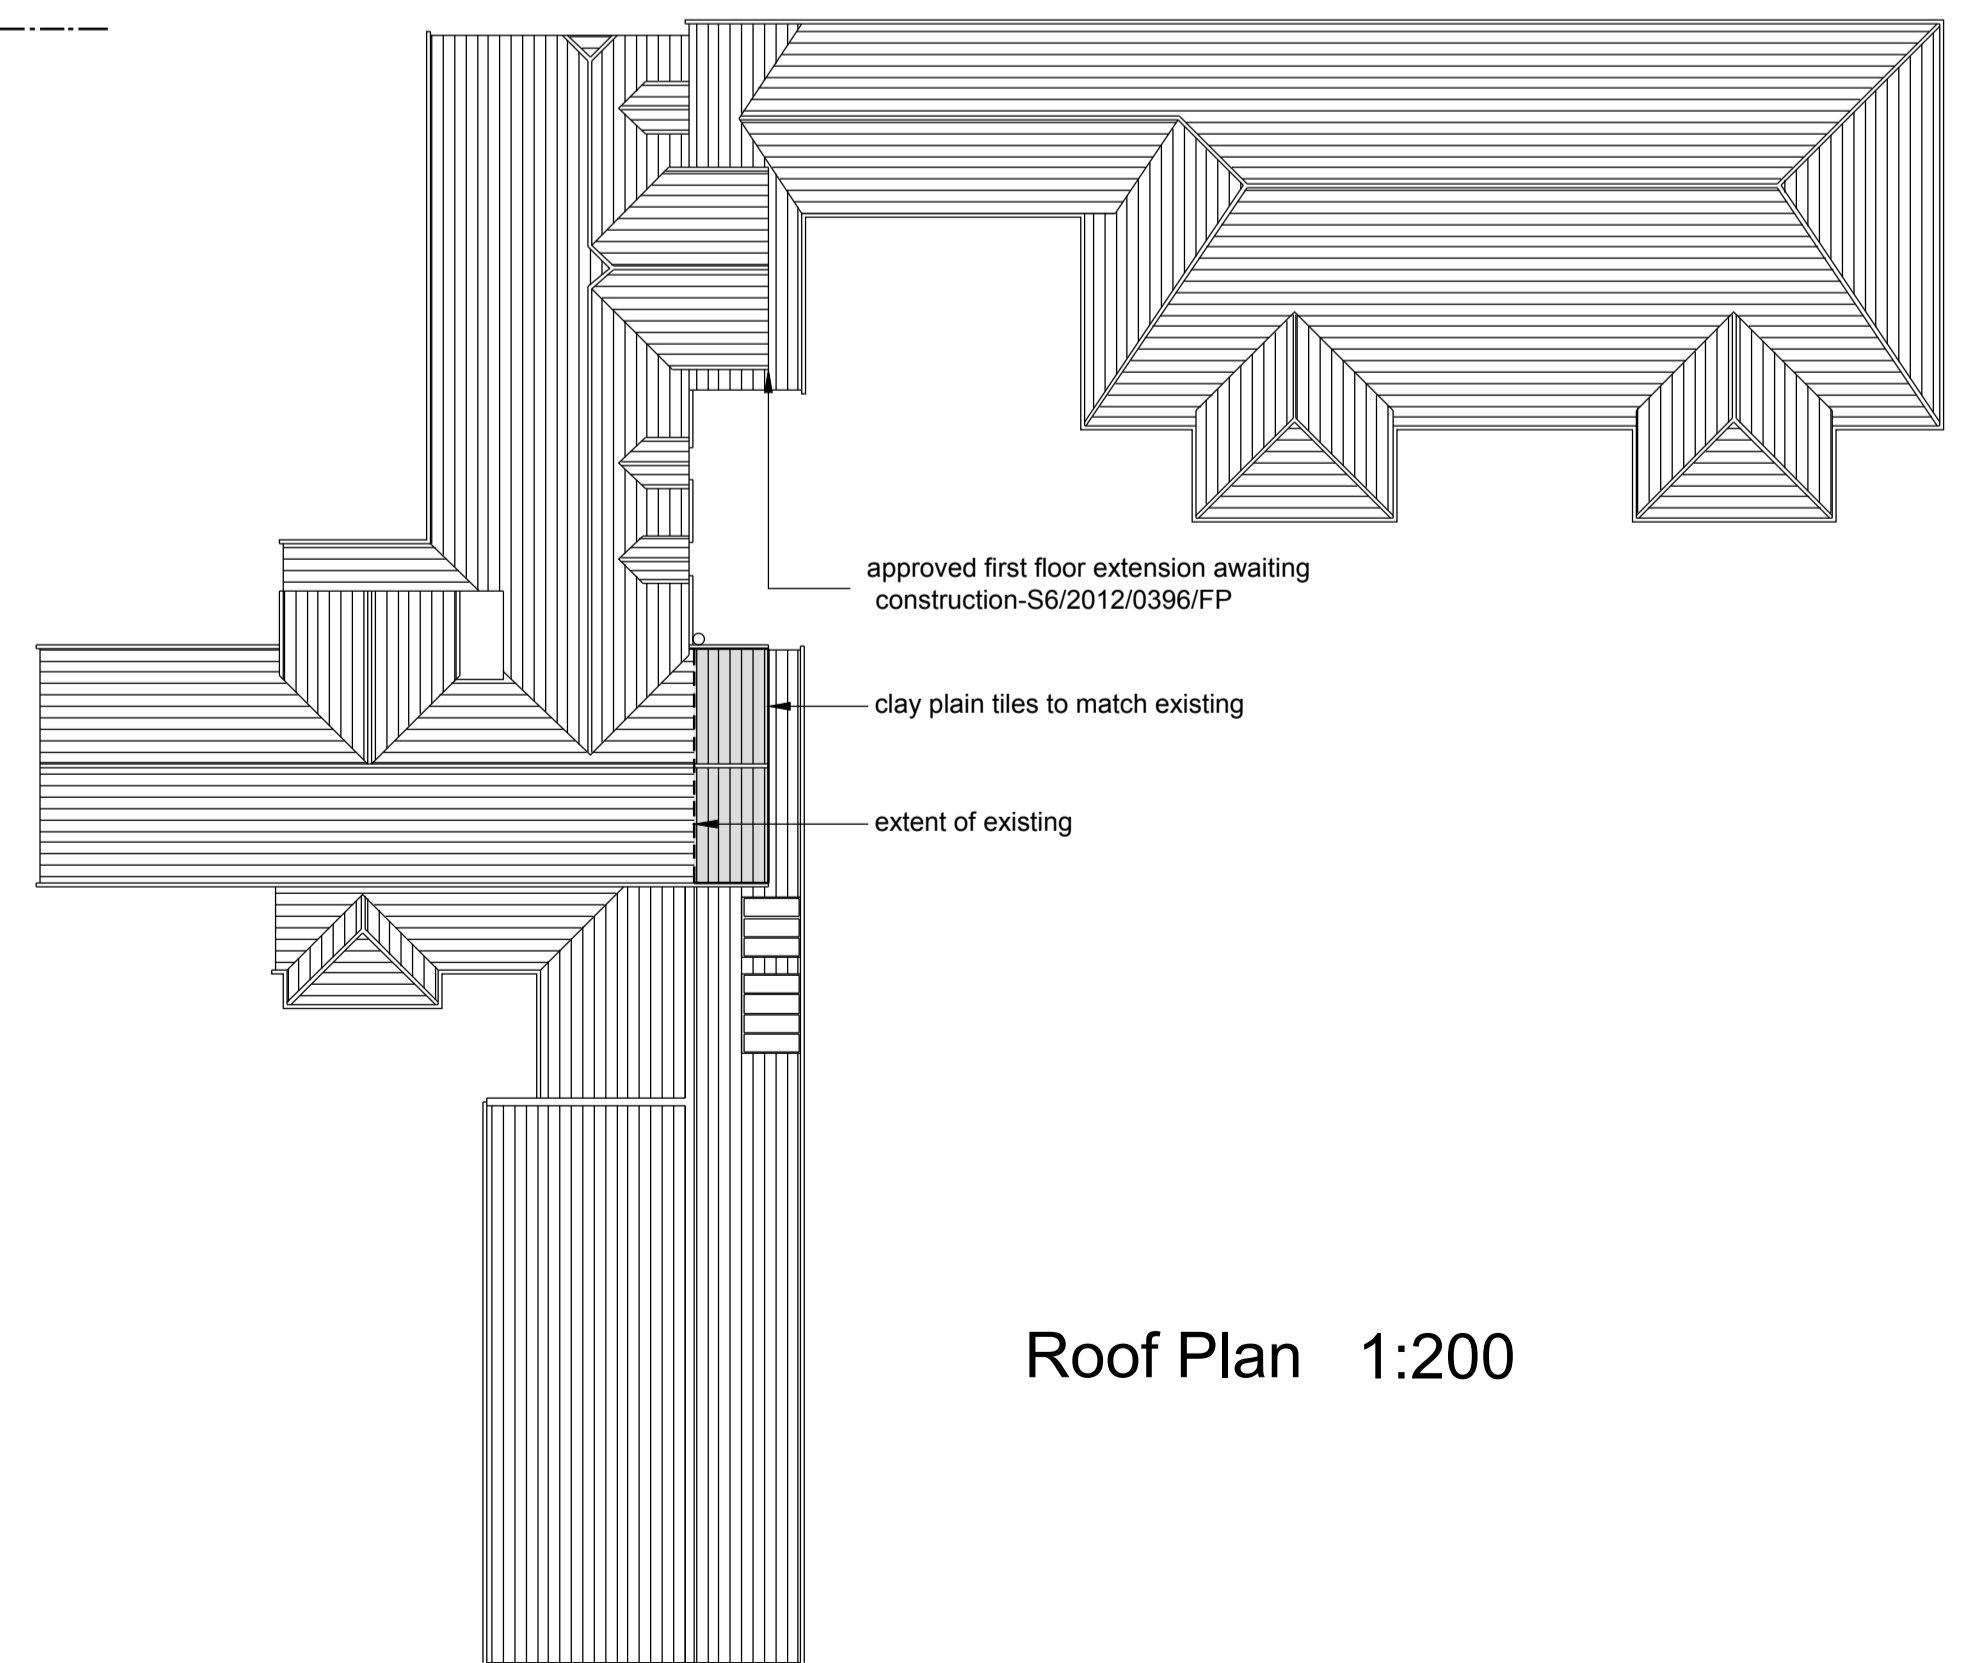 approved first floor extension awaiting
construction-S6/2012/0396/FP
clay plain tiles to match existing
extent of existing
Roof Plan 1:200